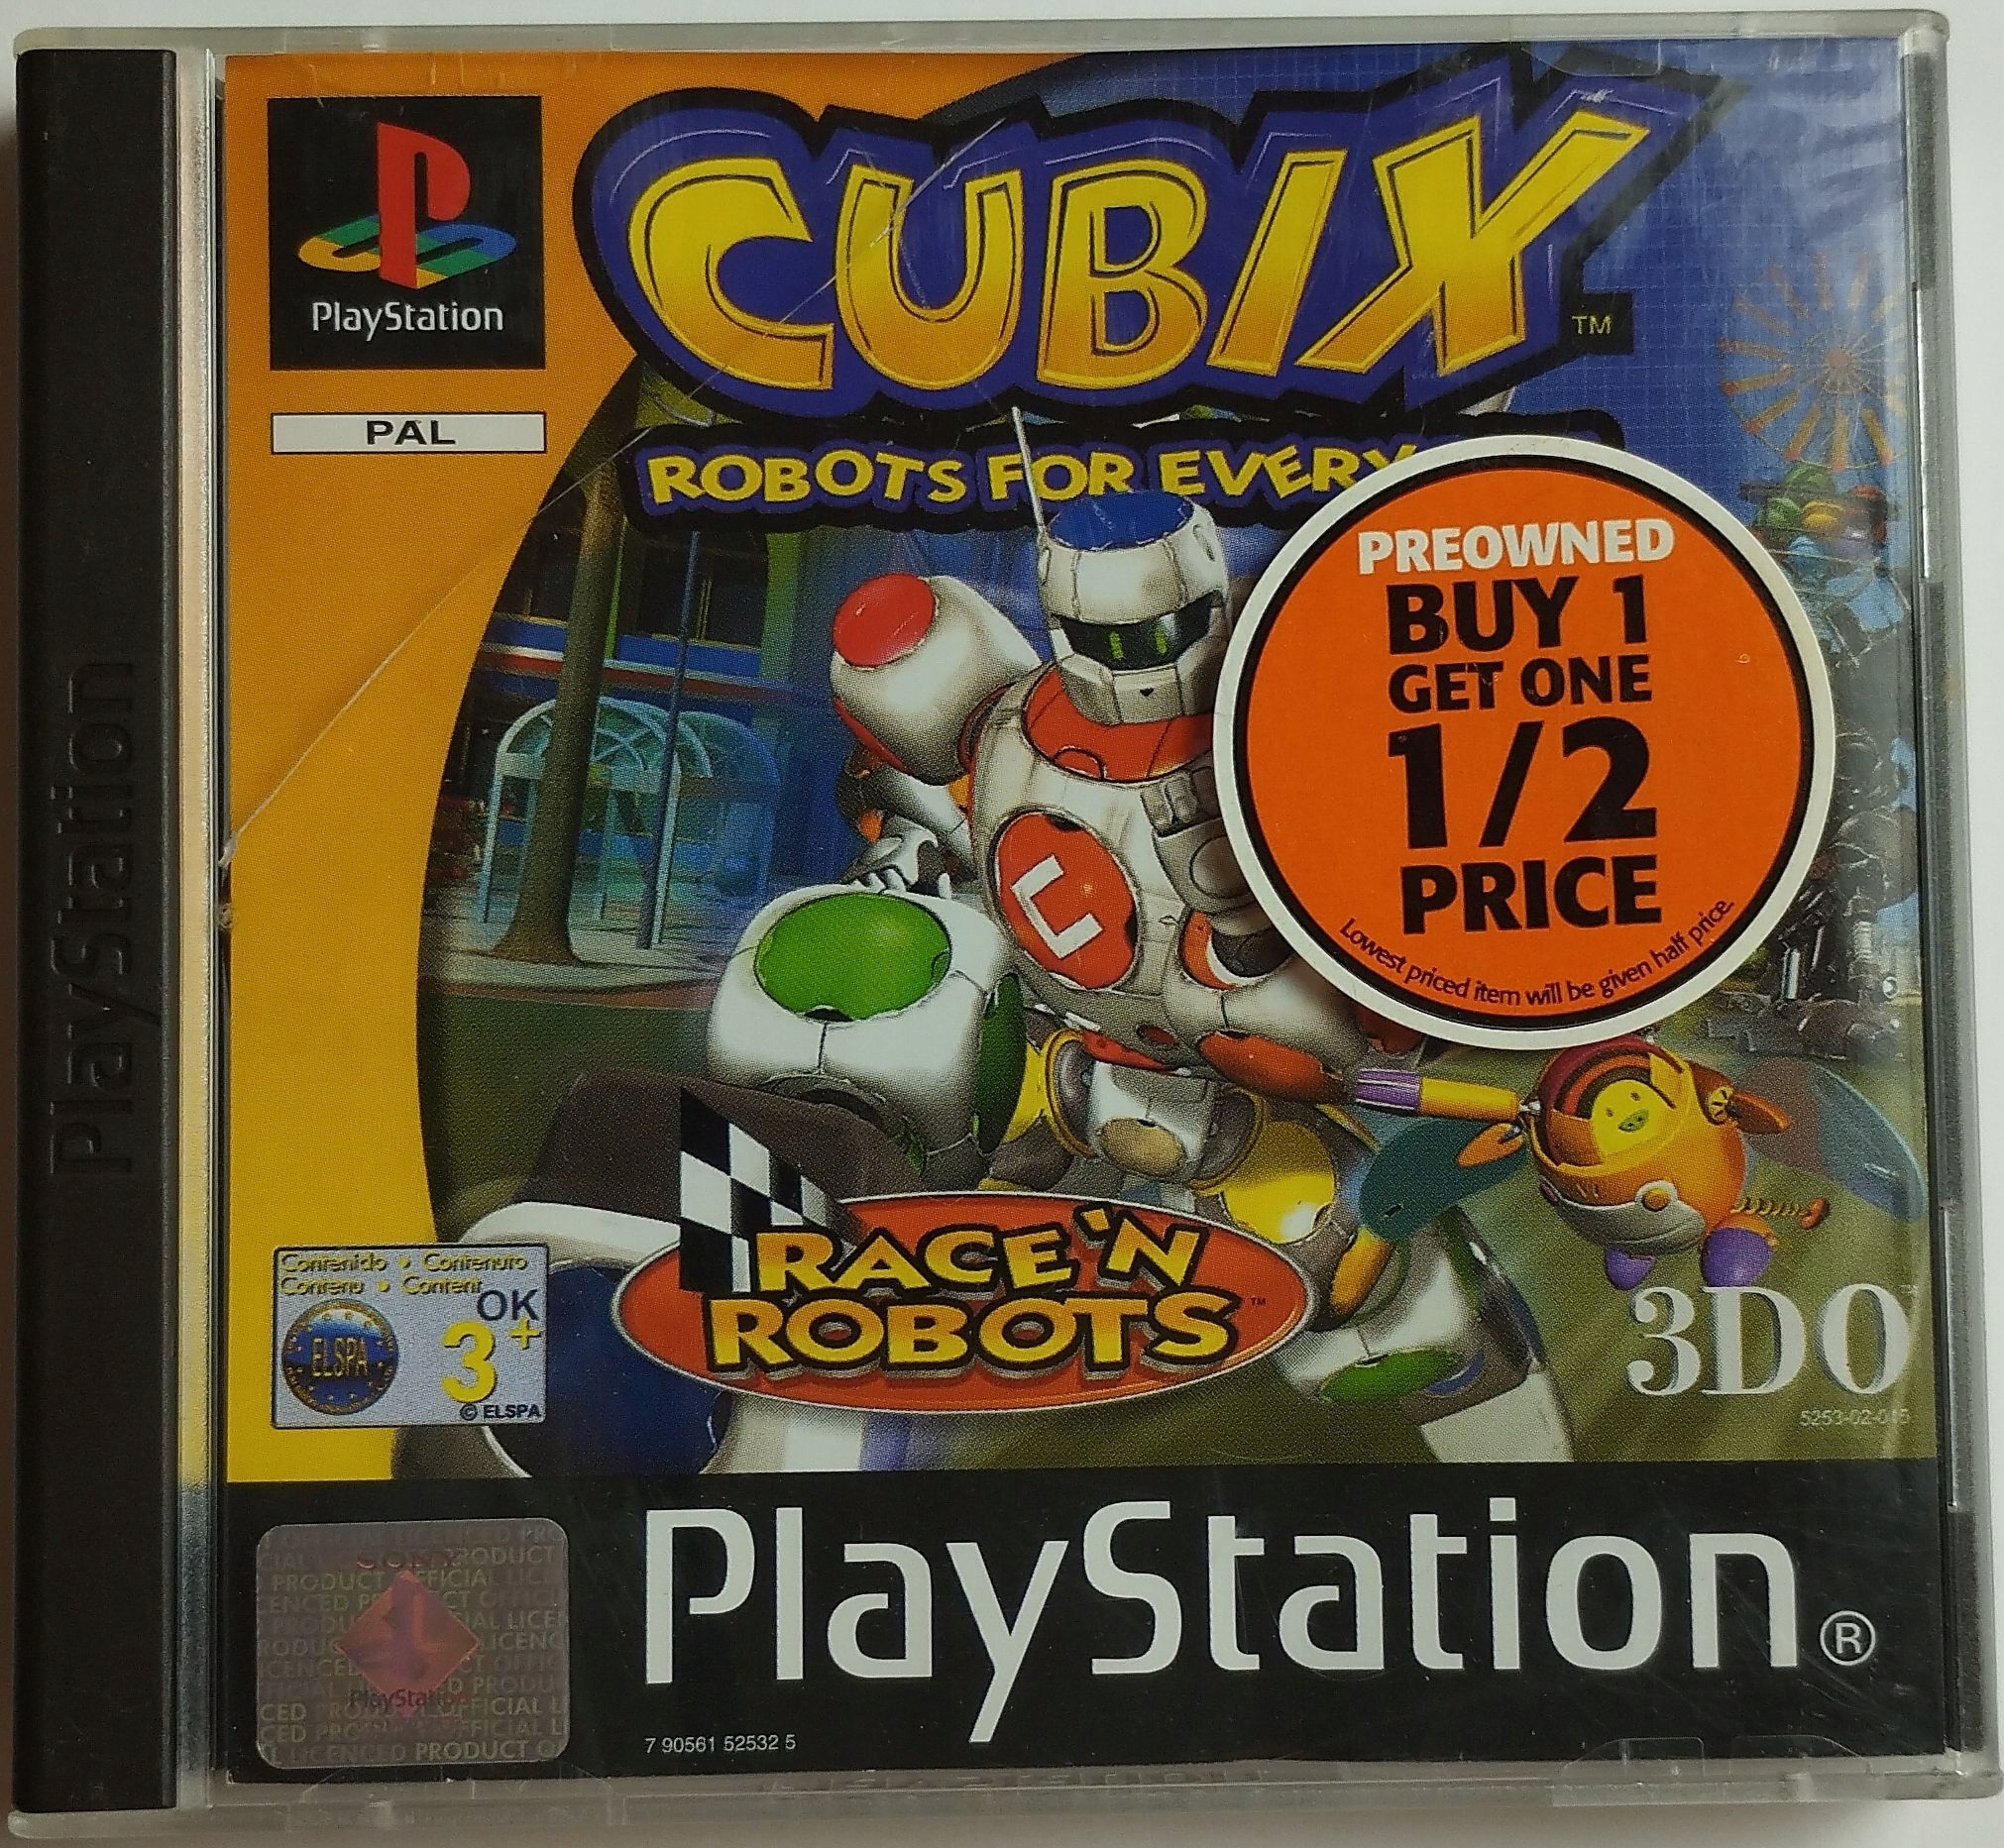 PlayStation
PlayStation
PAL
CUBIX
TM
ROBOTS FOR EVERY
PREOWNED
BUY 1
GET ONE
1/2
PRICE
Lowest priced item will be given half price.
C
RACE 'N
ROBOTS
TM
Contenido • Contenuto
Contenu • Content
OK
3+
ELSPA
© ELSPA
3DO
PlayStation®
PlayStation
7 90561 52532 5